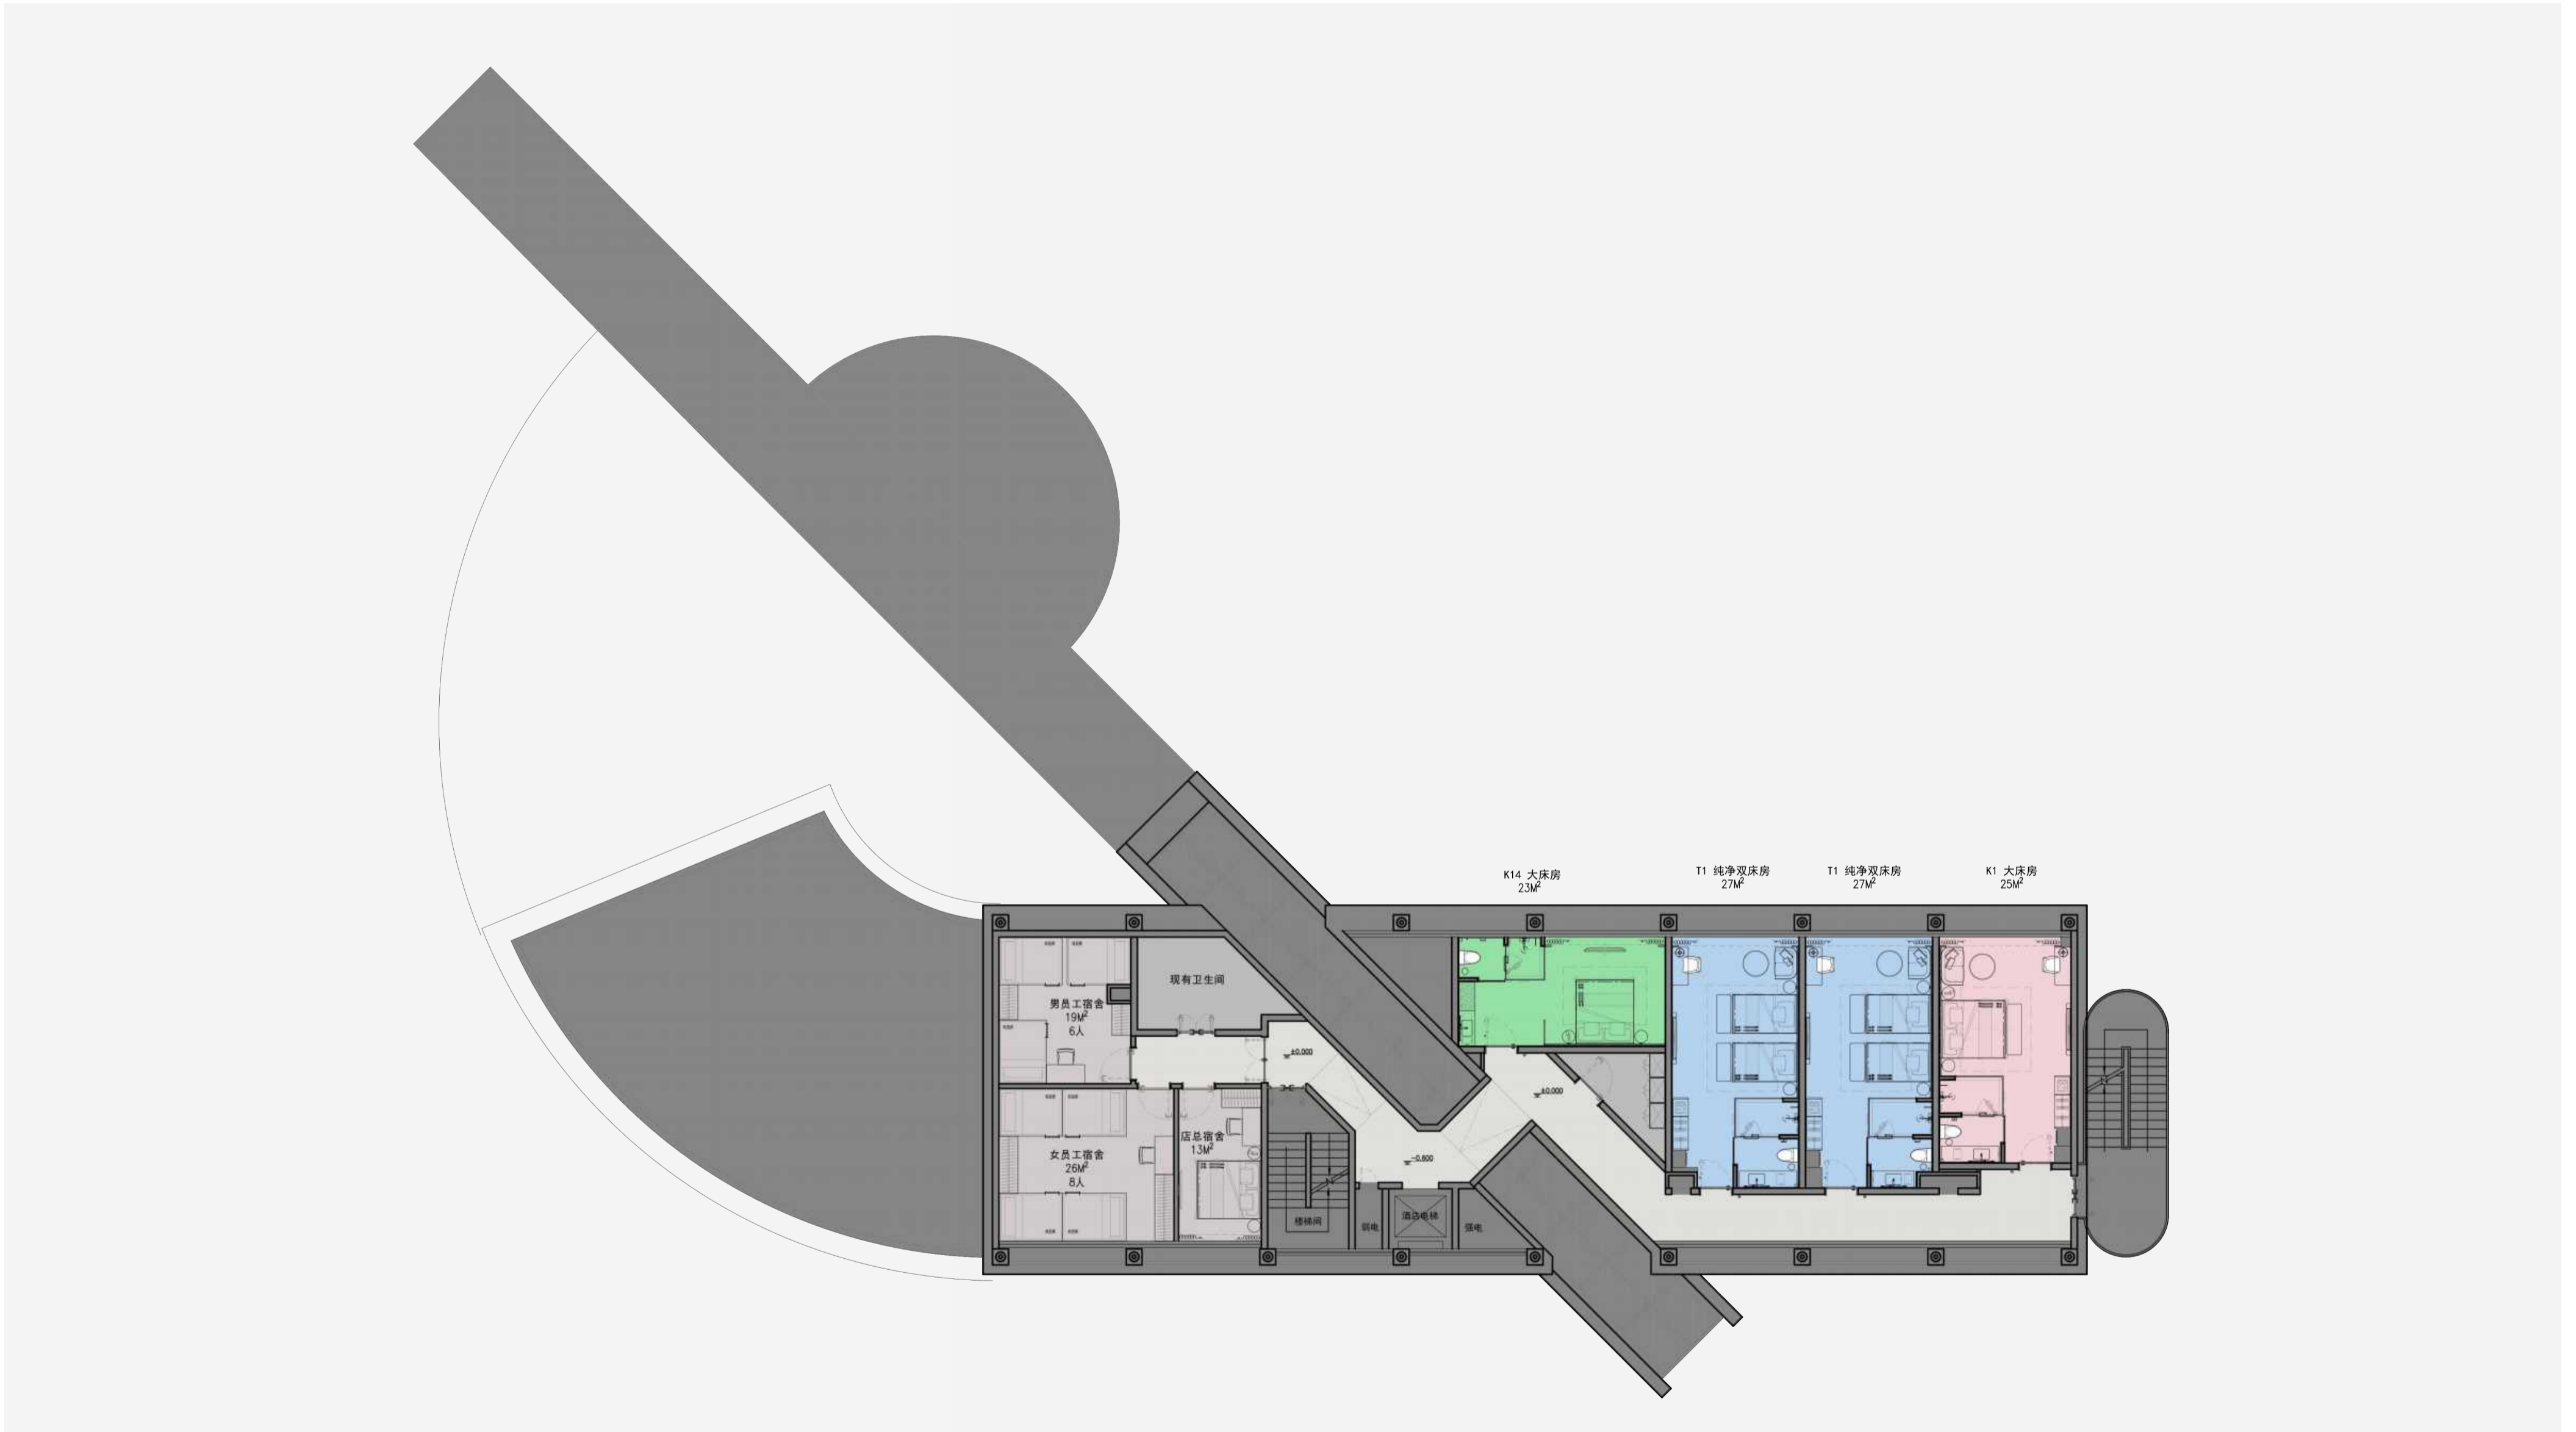 K14 大床房
23M²
T1 纯净双床房
27M²
T1 纯净双床房
27M²
K1 大床房
25M²
现有卫生间
男员工宿舍
19M²
6人
±0.000
±0.000
店总宿舍
13M²
女员工宿舍
26M²
8人
-0.600
楼梯间
弱电
酒店电梯
强电